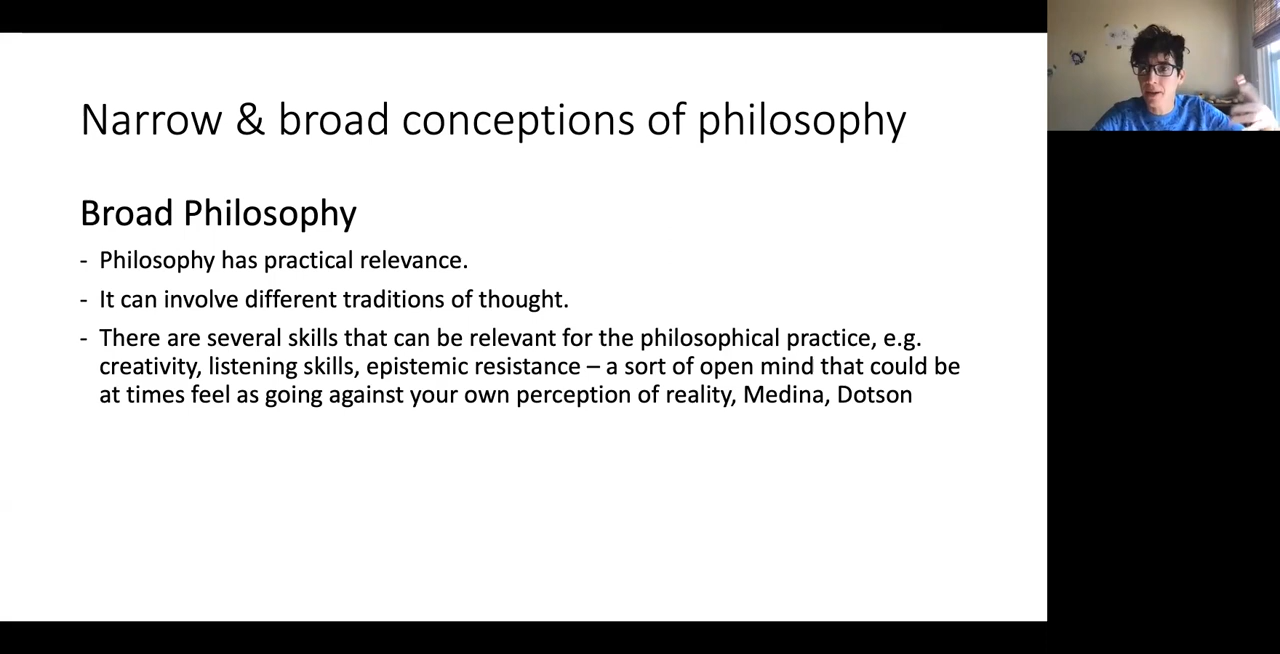 Narrow & broad conceptions of philosophy
Broad Philosophy
- Philosophy has practical relevance.
- It can involve different traditions of thought.
- There are several skills that can be relevant for the philosophical practice, e.g.
creativity, listening skills, epistemic resistance – a sort of open mind that could be
at times feel as going against your own perception of reality, Medina, Dotson